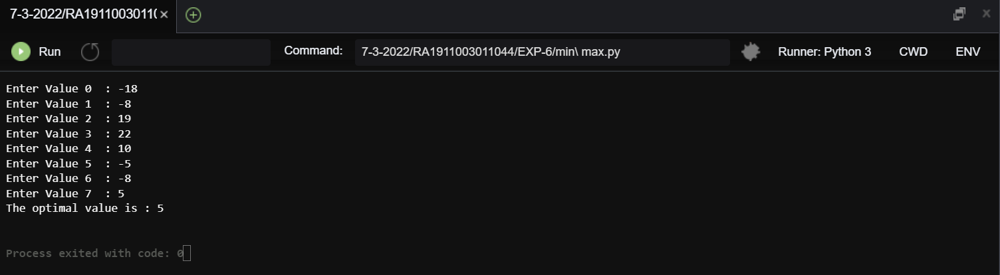 7-3-2022/RA1911003011
Run
Command:
7-3-2022/RA1911003011044/EXP-6/min\ max.py
Runner: Python 3
CWD
ENV
Enter Value 0  : -18
Enter Value 1  : -8
Enter Value 2  : 19
Enter Value 3  : 22
Enter Value 4  : 10
Enter Value 5  : -5
Enter Value 6  : -8
Enter Value 7  : 5
The optimal value is : 5
Process exited with code: 0